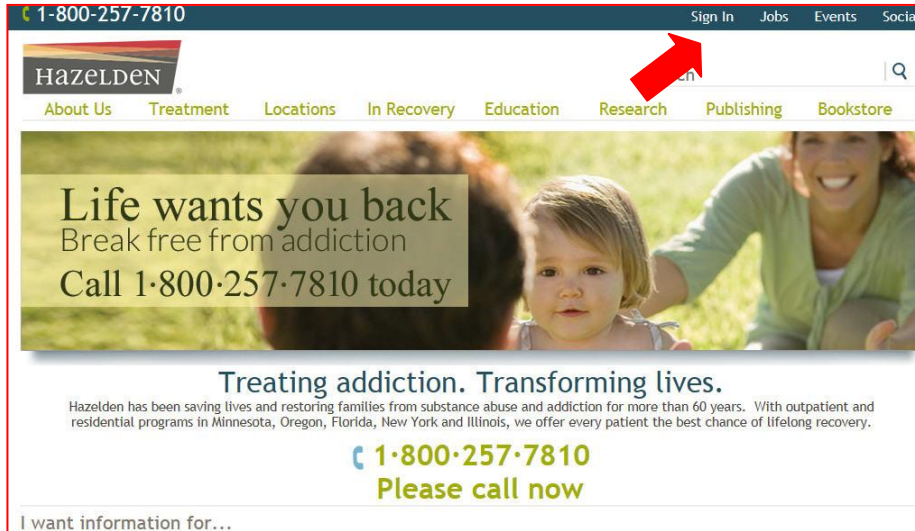 1-800-257-7810
Sign In Jobs Events Socia
HAZELDEN
About Us Treatment Locations In Recovery Education Research Publishing Bookstore
Life wants you back
Break free from addiction
Call 1·800·257·7810 today
Treating addiction. Transforming lives.
Hazelden has been saving lives and restoring families from substance abuse and addiction for more than 60 years. With outpatient and
residential programs in Minnesota, Oregon, Florida, New York and Illinois, we offer every patient the best chance of lifelong recovery.
1·800·257·7810
Please call now
I want information for...